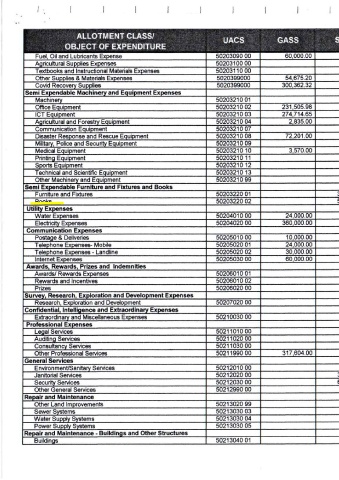 ALLOTMENT CLASS/ OBJECT OF EXPENDITURE UACS GASS S
Fuel, Oil and Lubricants Expense 50203090 00 60,000.00
Agricultural Supplies Expenses 50203100 00
Textbooks and Instructional Materials Expenses 50203110 00
Other Supplies & Materials Expenses 50203990 00 54,675.20
Covid Recovery Supplies 50203990 00 300,362.32
Semi Expendable Machinery and Equipment Expenses
Machinery 50203210 01
Office Equipment 50203210 02 231,505.98
ICT Equipment 50203210 03 274,714.65
Agricultural and Forestry Equipment 50203210 04 2,835.00
Communication Equipment 50203210 07
Disaster Response and Rescue Equipment 50203210 08 72,201.00
Military, Police and Security Equipment 50203210 09
Medical Equipment 50203210 10 3,570.00
Printing Equipment 50203210 11
Sports Equipment 50203210 12
Technical and Scientific Equipment 50203210 13
Other Machinery and Equipment 50203210 99
Semi Expendable Furniture and Fixtures and Books
Furniture and Fixtures 50203220 01
Books 50203220 02
Utility Expenses
Water Expenses 50204010 00 24,000.00
Electricity Expenses 50204020 00 360,000.00
Communication Expenses
Postage & Deliveries 50205010 00 10,000.00
Telephone Expenses- Mobile 50205020 01 24,000.00
Telephone Expenses - Landline 50205020 02 30,000.00
Internet Expenses 50205030 00 60,000.00
Awards, Rewards, Prizes and Indemnities
Awards/ Rewards Expenses 50206010 01
Rewards and Incentives 50206010 02
Prizes 50206020 00
Survey, Research, Exploration and Development Expenses
Research, Exploration and Development 50207020 00
Confidential, Intelligence and Extraordinary Expenses
Extraordinary and Miscellaneous Expenses 50210030 00
Professional Expenses
Legal Services 50211010 00
Auditing Services 50211020 00
Consultancy Services 50211030 00
Other Professional Services 50211990 00 317,604.00
General Services
Environment/Sanitary Services 50212010 00
Janitorial Services 50212020 00
Security Services 50212030 00
Other General Services 50212990 00
Repair and Maintenance
Other Land Improvements 50213020 99
Sewer Systems 50213030 03
Water Supply Systems 50213030 04
Power Supply Systems 50213030 05
Repair and Maintenance - Buildings and Other Structures
Buildings 50213040 01